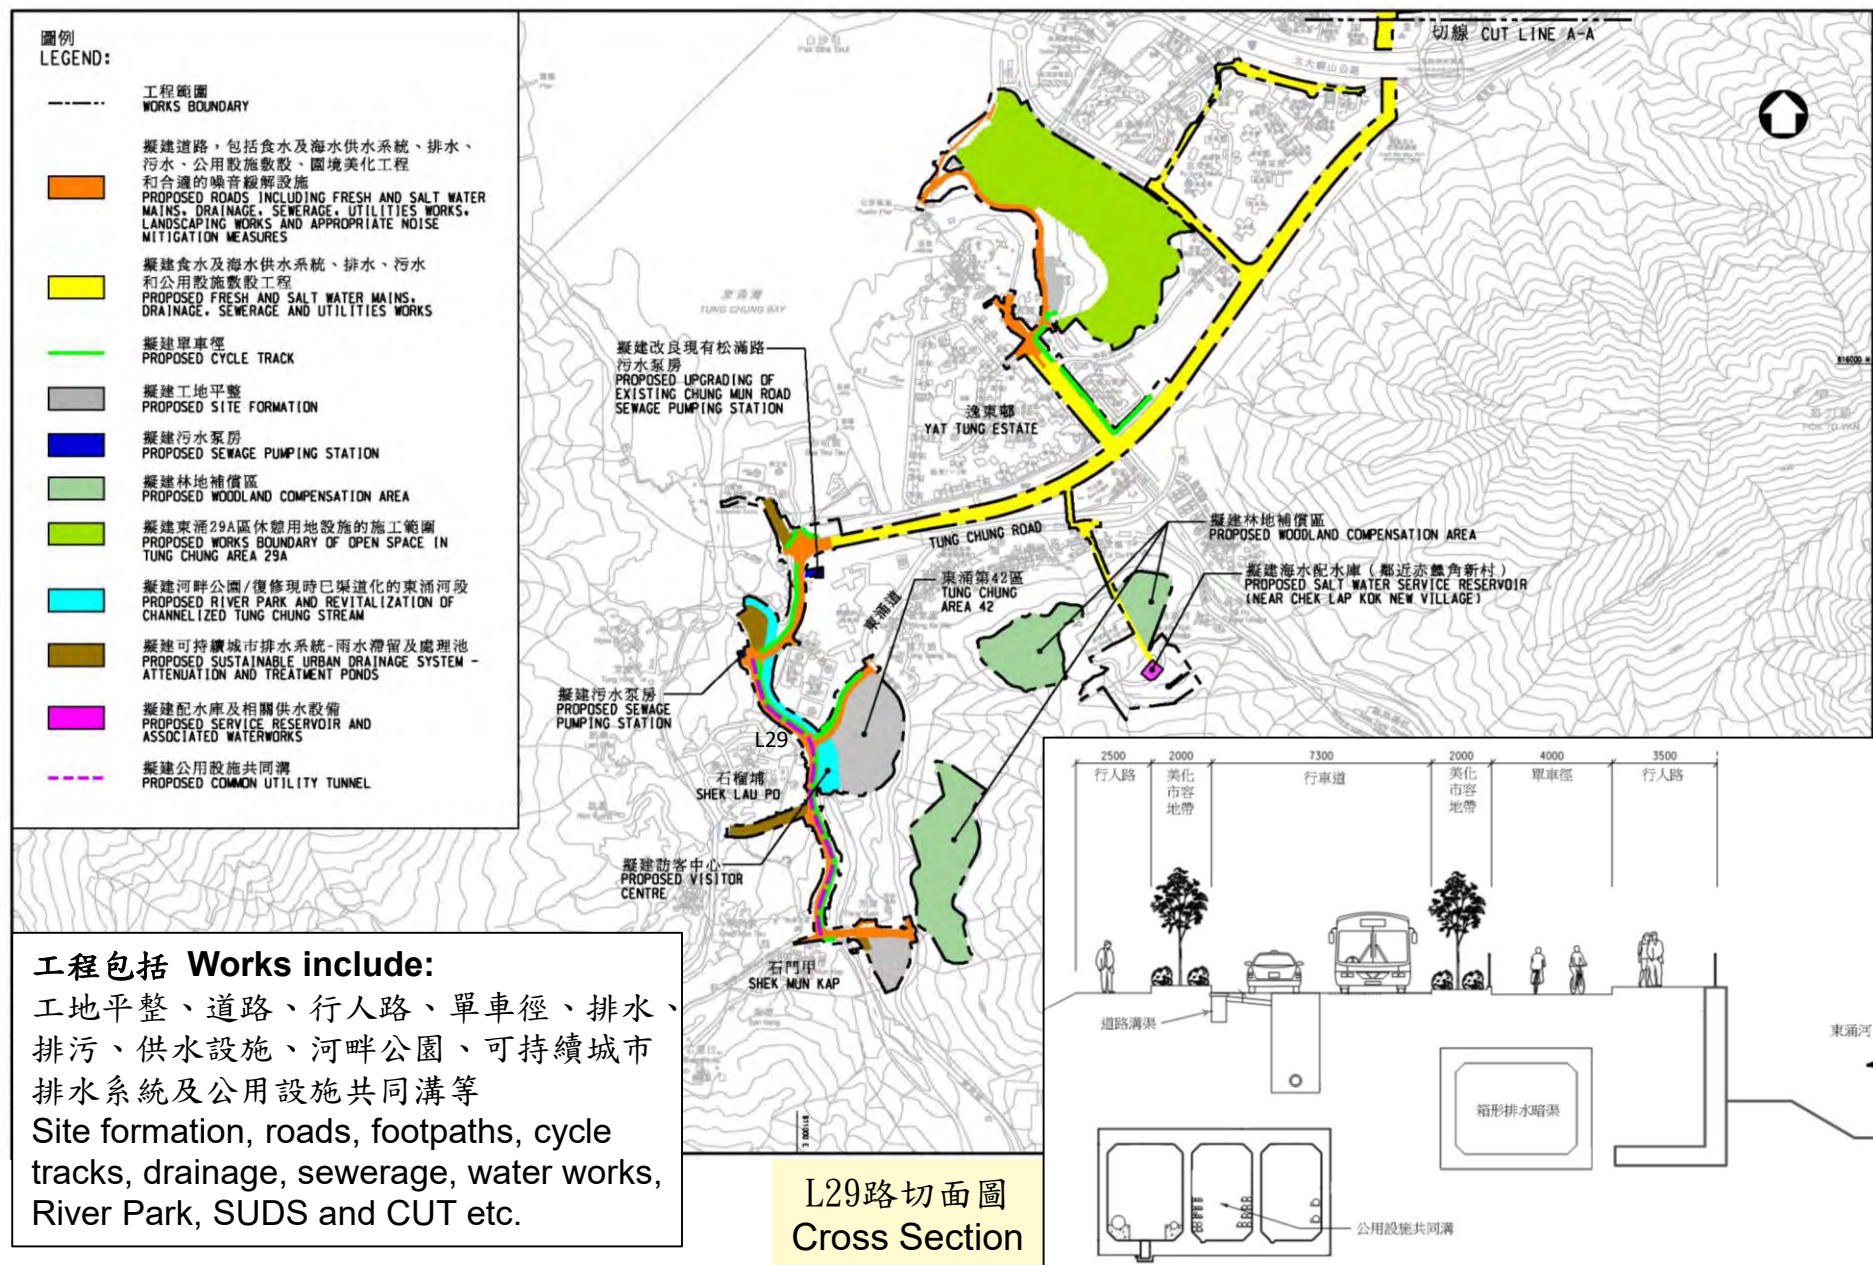 圖例
LEGEND:
工程範圍
WORKS BOUNDARY
擬建道路，包括食水及海水供水系統、排水、
污水、公用設施敷設、園境美化工程
和合適的噪音緩解設施
PROPOSED ROADS INCLUDING FRESH AND SALT WATER
MAINS, DRAINAGE, SEWERAGE, UTILITIES WORKS,
LANDSCAPING WORKS AND APPROPRIATE NOISE
MITIGATION MEASURES
擬建食水及海水供水系統、排水、污水
和公用設施敷設工程
PROPOSED FRESH AND SALT WATER MAINS,
DRAINAGE, SEWERAGE AND UTILITIES WORKS
擬建單車徑
PROPOSED CYCLE TRACK
擬建工地平整
PROPOSED SITE FORMATION
擬建污水泵房
PROPOSED SEWAGE PUMPING STATION
擬建林地補償區
PROPOSED WOODLAND COMPENSATION AREA
擬建東涌29A區休憩用地設施的施工範圍
PROPOSED WORKS BOUNDARY OF OPEN SPACE IN
TUNG CHUNG AREA 29A
擬建河畔公園/復修現時已渠道化的東涌河段
PROPOSED RIVER PARK AND REVITALIZATION OF
CHANNELIZED TUNG CHUNG STREAM
擬建可持續城市排水系統-雨水滯留及處理池
PROPOSED SUSTAINABLE URBAN DRAINAGE SYSTEM -
ATTENUATION AND TREATMENT PONDS
擬建配水庫及相關供水設備
PROPOSED SERVICE RESERVOIR AND
ASSOCIATED WATERWORKS
擬建公用設施共同溝
PROPOSED COMMON UTILITY TUNNEL
切線 CUT LINE A-A
北大嶼山公路
東涌灣
TUNG CHUNG BAY
816000 N
擬建改良現有松滿路
污水泵房
PROPOSED UPGRADING OF
EXISTING CHUNG MUN ROAD
SEWAGE PUMPING STATION
逸東邨
YAT TUNG ESTATE
TUNG CHUNG ROAD
東涌道
擬建林地補償區
PROPOSED WOODLAND COMPENSATION AREA
擬建海水配水庫（鄰近赤鱲角新村）
PROPOSED SALT WATER SERVICE RESERVOIR
(NEAR CHEK LAP KOK NEW VILLAGE)
東涌第42區
TUNG CHUNG
AREA 42
擬建污水泵房
PROPOSED SEWAGE
PUMPING STATION
L29
石榴埔
SHEK LAU PO
擬建訪客中心
PROPOSED VISITOR
CENTRE
石門甲
SHEK MUN KAP
811000 E
工程包括 Works include:
工地平整、道路、行人路、單車徑、排水、
排污、供水設施、河畔公園、可持續城市
排水系統及公用設施共同溝等
Site formation, roads, footpaths, cycle
tracks, drainage, sewerage, water works,
River Park, SUDS and CUT etc.
L29路切面圖
Cross Section
2500 2000 7300 2000 4000 3500
行人路 美化市容地帶 行車道 美化市容地帶 單車徑 行人路
道路溝渠
東涌河
箱形排水暗渠
公用設施共同溝